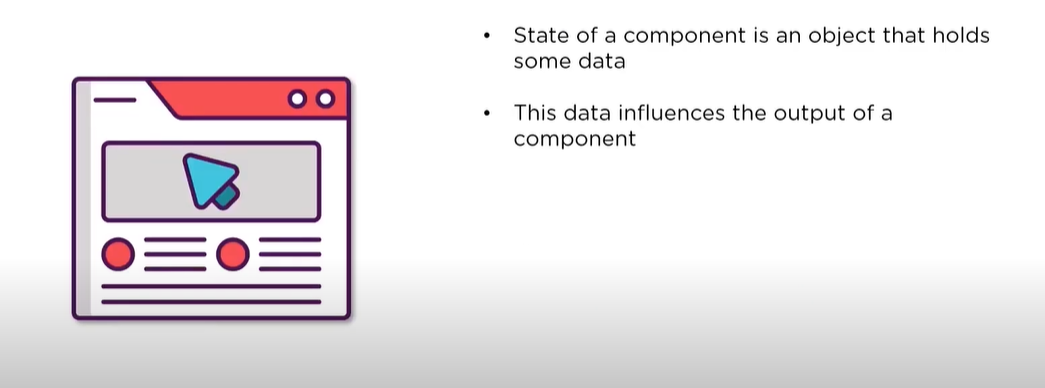 • State of a component is an object that holds
some data
• This data influences the output of a
component